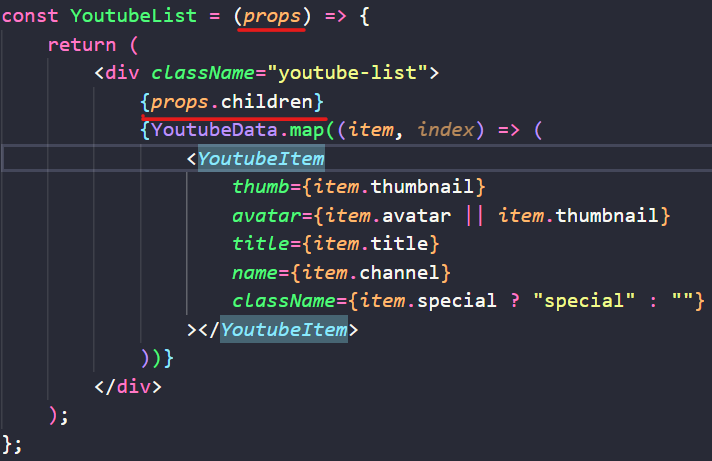 const YoutubeList = (props) => {
return (
<div className="youtube-list">
{props.children}
{YoutubeData.map((item, index) => (
<YoutubeItem
thumb={item.thumbnail}
avatar={item.avatar || item.thumbnail}
title={item.title}
name={item.channel}
className={item.special ? "special" : ""}
></YoutubeItem>
))}
</div>
);
};